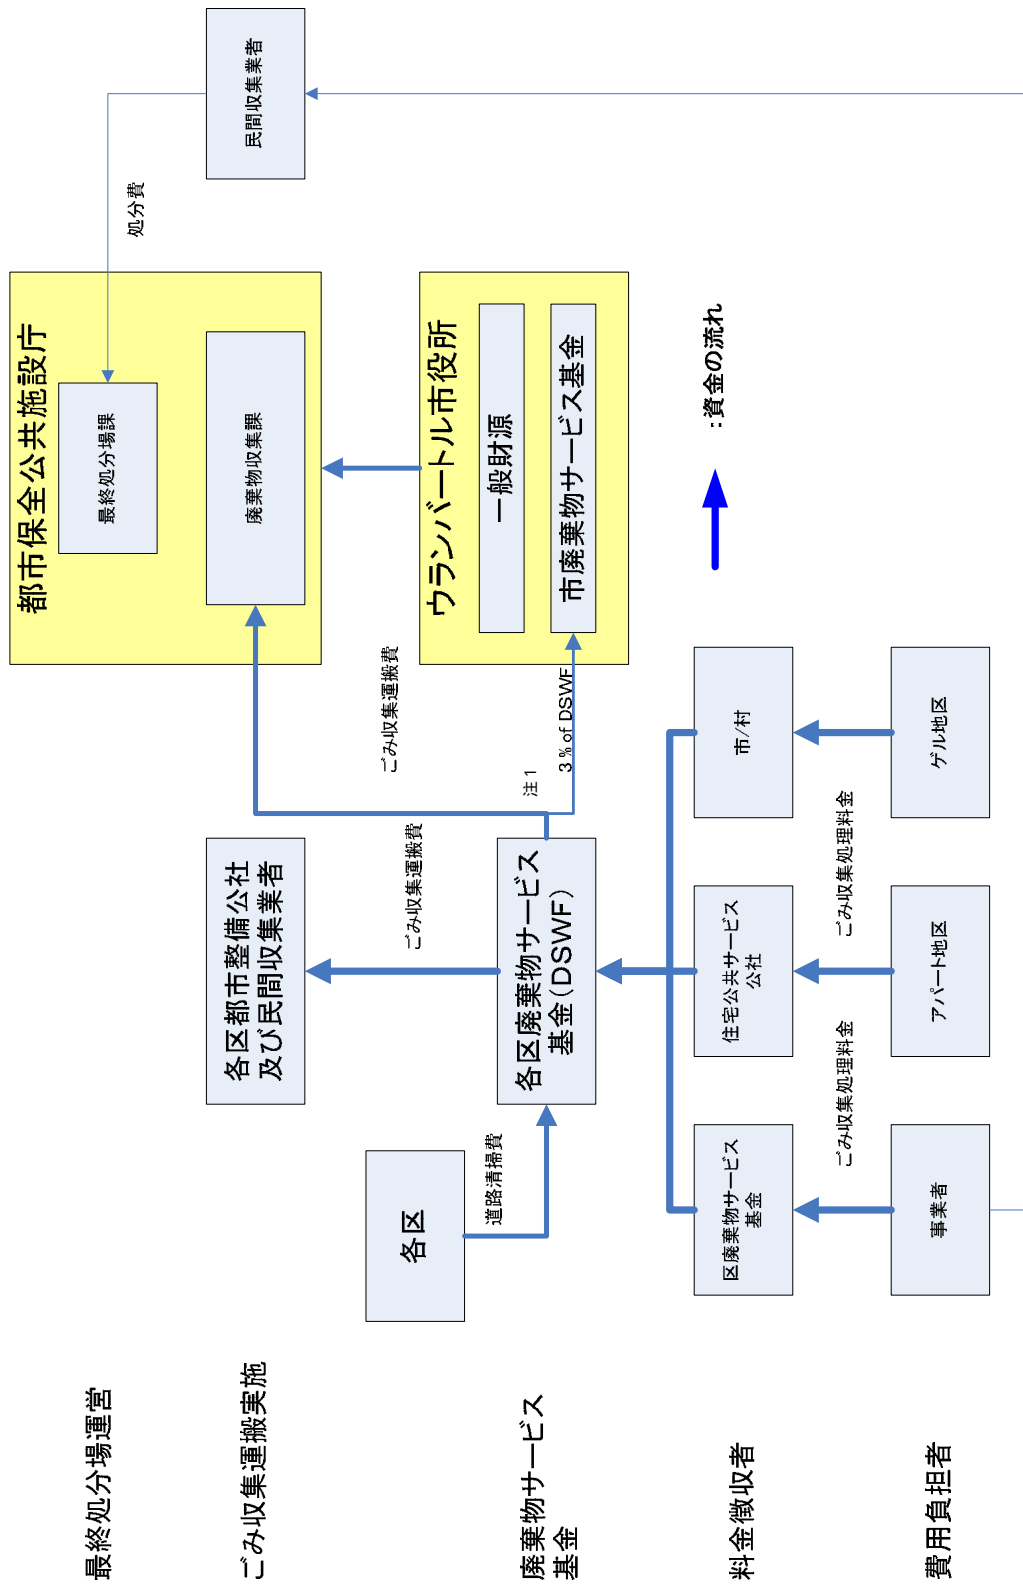 最終処分場運営
ごみ収集運搬実施
廃棄物サービス
基金
料金徴収者
費用負担者
都市保全公共施設庁
最終処分場課
廃棄物収集課
処分費
民間収集業者
各区都市整備公社
及び民間収集業者
ごみ収集運搬費
ごみ収集運搬費
ウランバートル市役所
一般財源
市廃棄物サービス基金
各区
道路清掃費
各区廃棄物サービス
基金(DSWF)
注1
3 % of DSWF
:資金の流れ
区廃棄物サービス
基金
住宅公共サービス
公社
市/村
ごみ収集処理料金
ごみ収集処理料金
事業者
アパート地区
ゲル地区